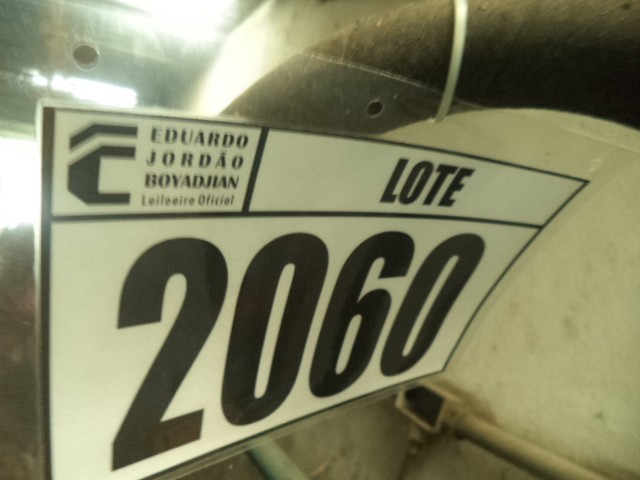 EDUARDO
JORDÃO
BOYADJIAN
Leiloeiro Oficial
LOTE
2060